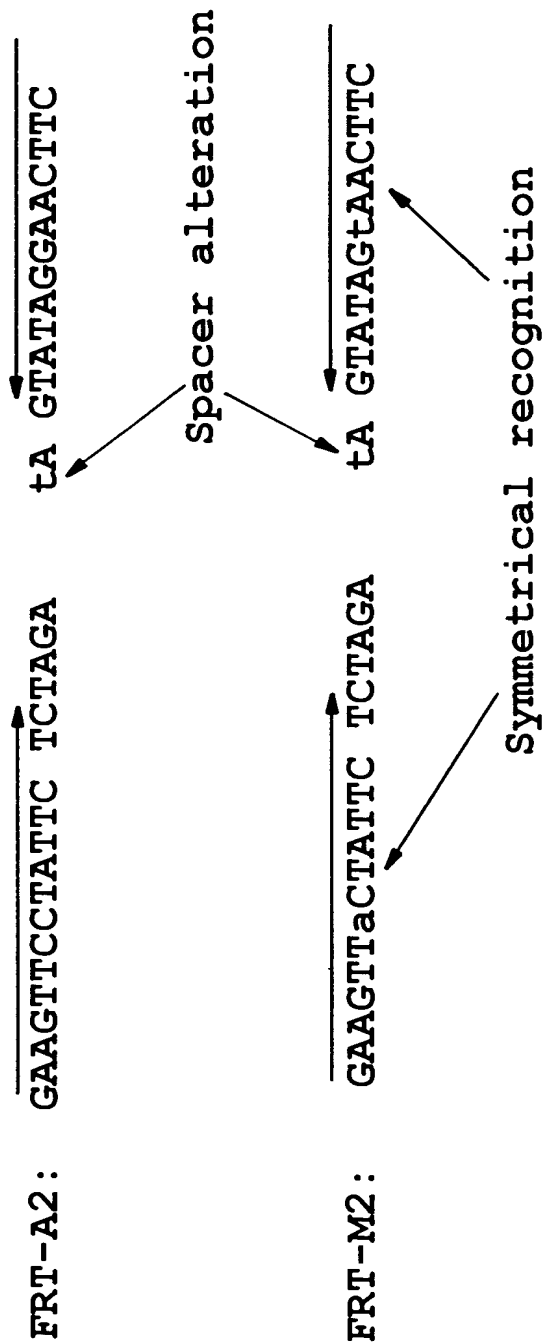 FRT-A2: GAAGTTCCTATTC TCTAGA tA GTATAGGAACTTC
Spacer alteration
FRT-M2: GAAGTTaCTATTC TCTAGA tA GTATAGtAACTTC
Symmetrical recognition